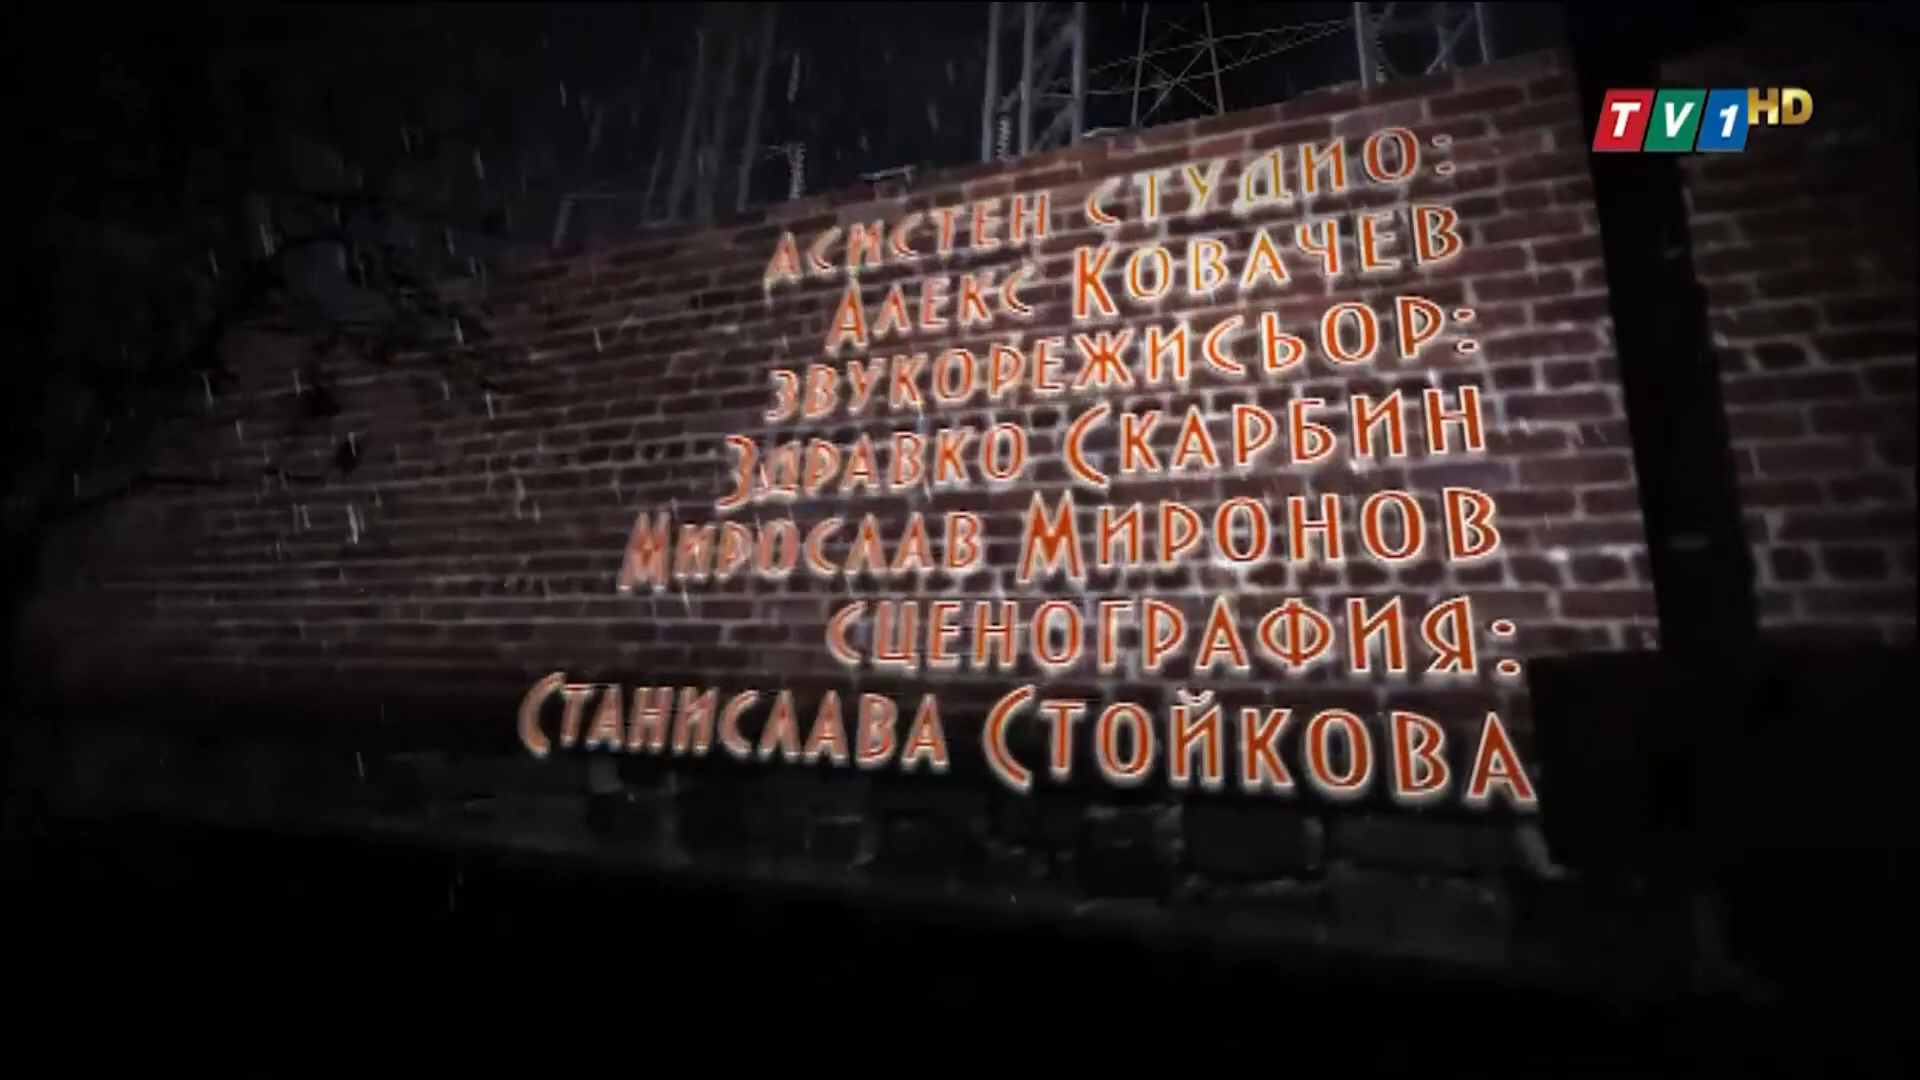 TV1HD
АСИСТЕН СТУДИО:
АЛЕКС КОВАЧЕВ
ЗВУКОРЕЖИСЬОР:
ЗДРАВКО СКАРБИН
МИРОСЛАВ МИРОНОВ
СЦЕНОГРАФИЯ:
СТАНИСЛАВА СТОЙКОВА